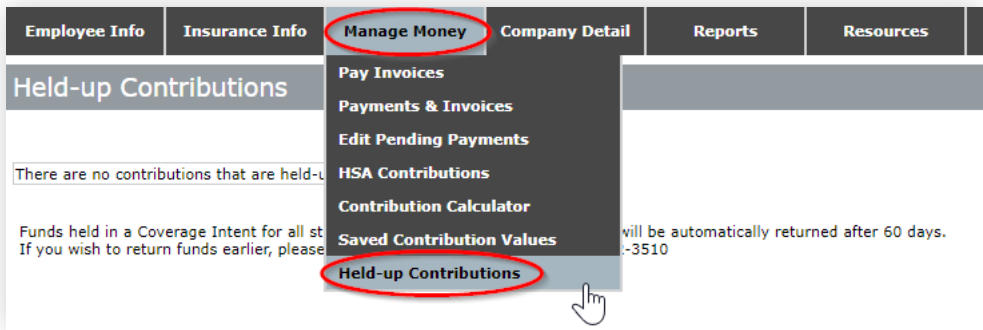 Employee Info Insurance Info Manage Money Company Detail Reports Resources
Held-up Contributions
Pay Invoices
Payments & Invoices
Edit Pending Payments
HSA Contributions
Contribution Calculator
Saved Contribution Values
Held-up Contributions
There are no contributions that are held-u
Funds held in a Coverage Intent for all st will be automatically returned after 60 days.
If you wish to return funds earlier, please -3510